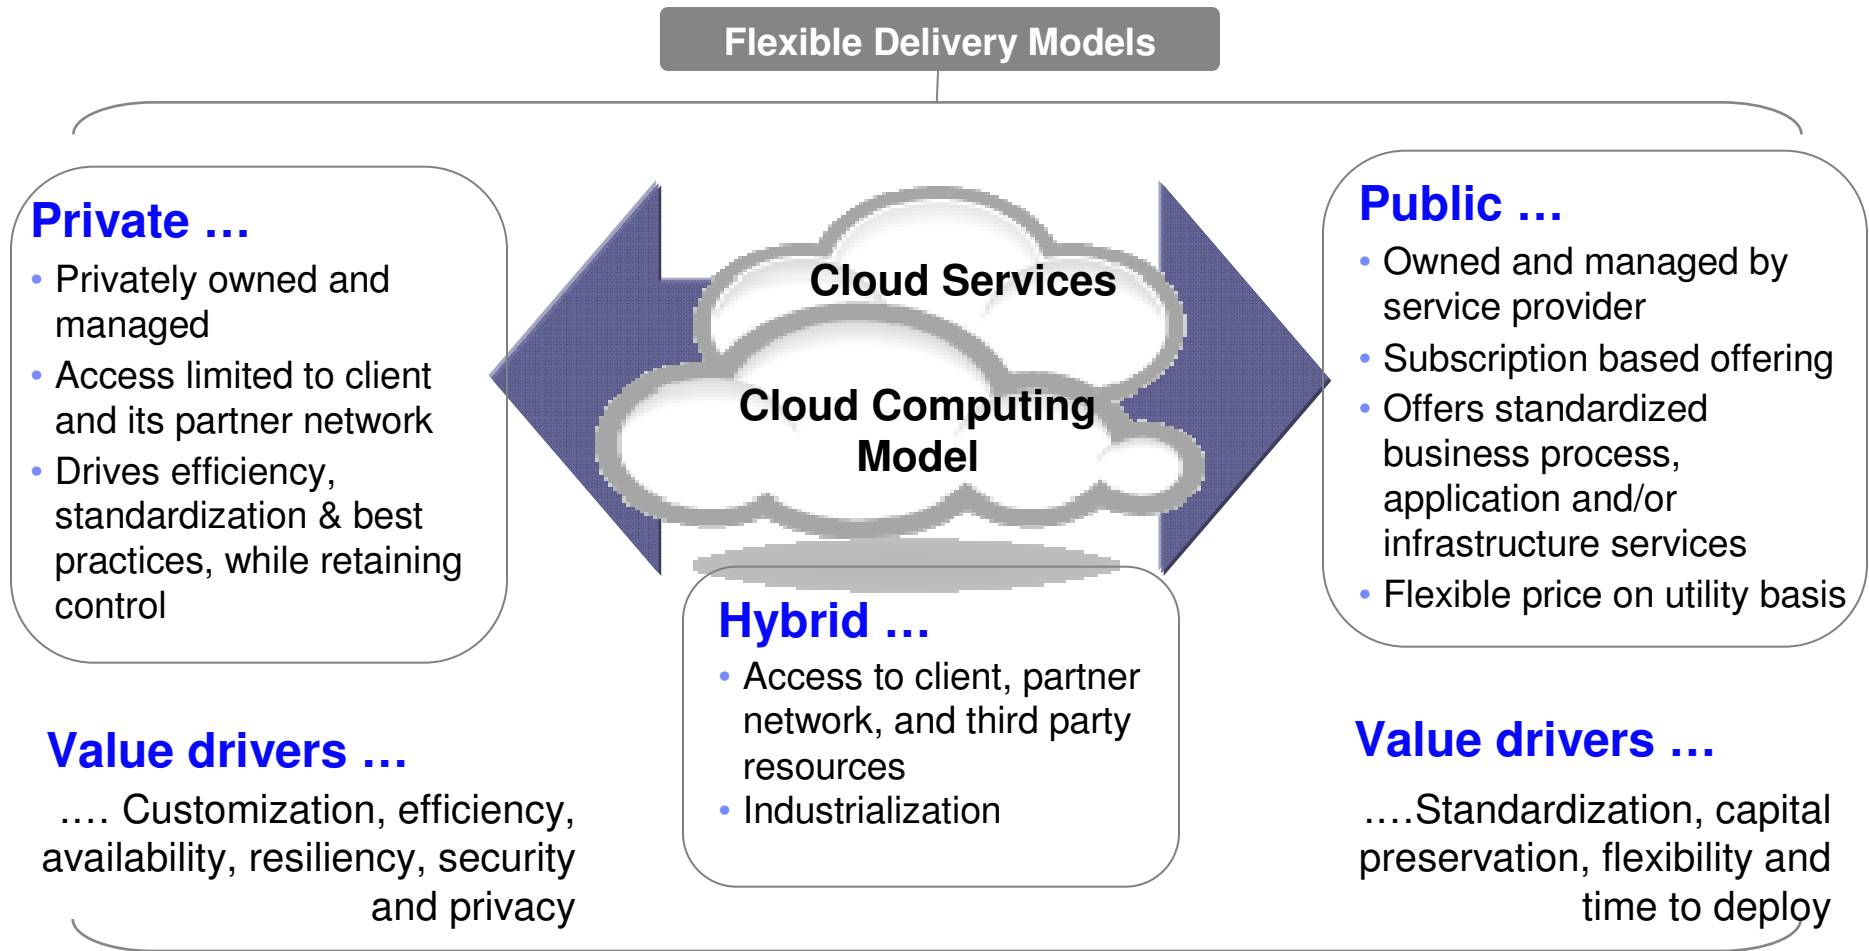 Flexible Delivery Models
Private …
• Privately owned and
managed
• Access limited to client
and its partner network
• Drives efficiency,
standardization & best
practices, while retaining
control
Value drivers …
…. Customization, efficiency,
availability, resiliency, security
and privacy
Cloud Services
Cloud Computing
Model
Hybrid …
• Access to client, partner
network, and third party
resources
• Industrialization
Public …
• Owned and managed by
service provider
• Subscription based offering
• Offers standardized
business process,
application and/or
infrastructure services
• Flexible price on utility basis
Value drivers …
….Standardization, capital
preservation, flexibility and
time to deploy